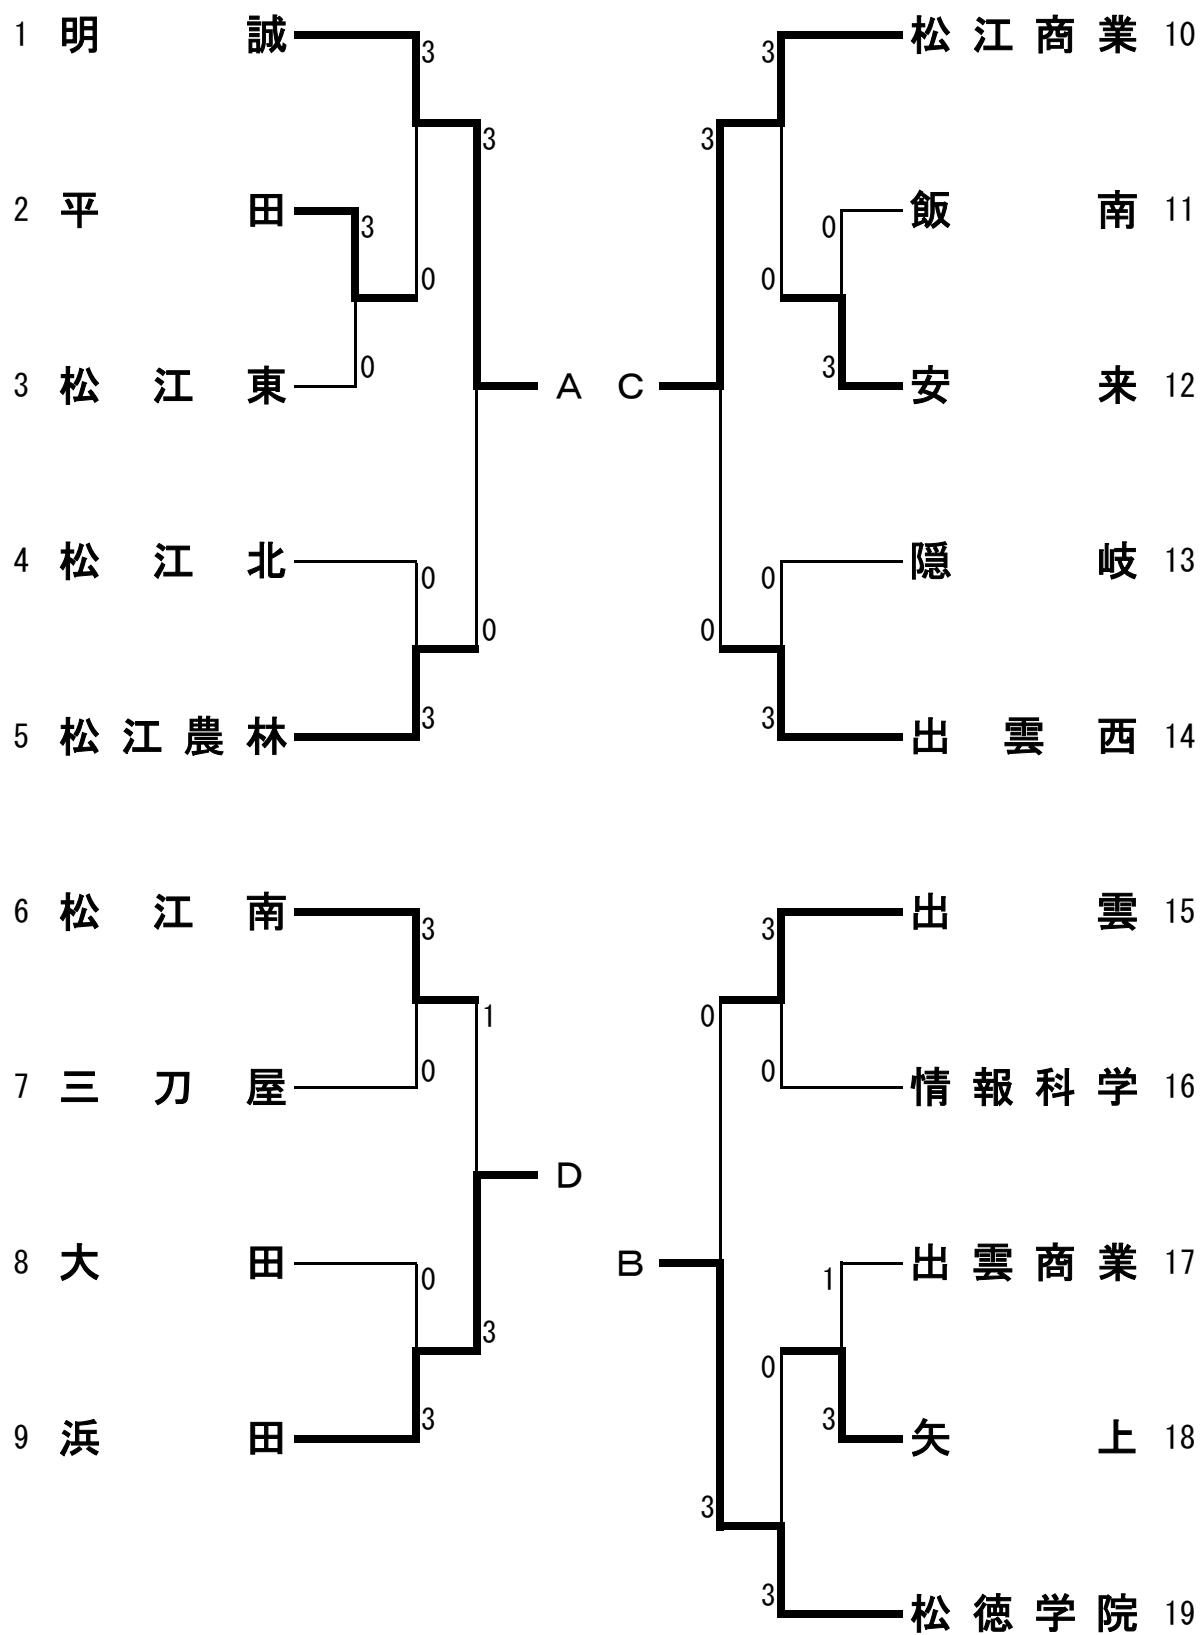 1 明誠
3
3
2 平田
3
0
3 松江東
0
A
4 松江北
0
0
5 松江農林
3
6 松江南
3
1
7 三刀屋
0
D
8 大田
0
3
9 浜田
3
松江商業 10
3
3
飯南 11
0
0
安来 12
3
C
隠岐 13
0
0
出雲西 14
3
出雲 15
3
0
情報科学 16
0
B
出雲商業 17
1
0
矢上 18
3
3
松徳学院 19
3